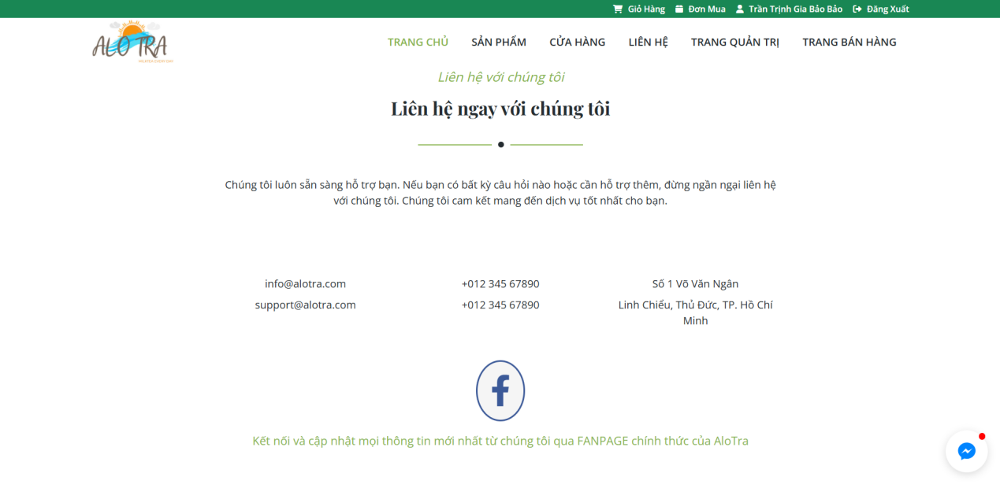 Giỏ Hàng Đơn Mua Trần Trịnh Gia Bảo Bảo Đăng Xuất
ALO TRA
TRANG CHỦ SẢN PHẨM CỬA HÀNG LIÊN HỆ TRANG QUẢN TRỊ TRANG BÁN HÀNG
Liên hệ với chúng tôi
Liên hệ ngay với chúng tôi
Chúng tôi luôn sẵn sàng hỗ trợ bạn. Nếu bạn có bất kỳ câu hỏi nào hoặc cần hỗ trợ thêm, đừng ngần ngại liên hệ
với chúng tôi. Chúng tôi cam kết mang đến dịch vụ tốt nhất cho bạn.
info@alotra.com +012 345 67890 Số 1 Võ Văn Ngân
support@alotra.com +012 345 67890 Linh Chiểu, Thủ Đức, TP. Hồ Chí
Minh
Kết nối và cập nhật mọi thông tin mới nhất từ chúng tôi qua FANPAGE chính thức của AloTra